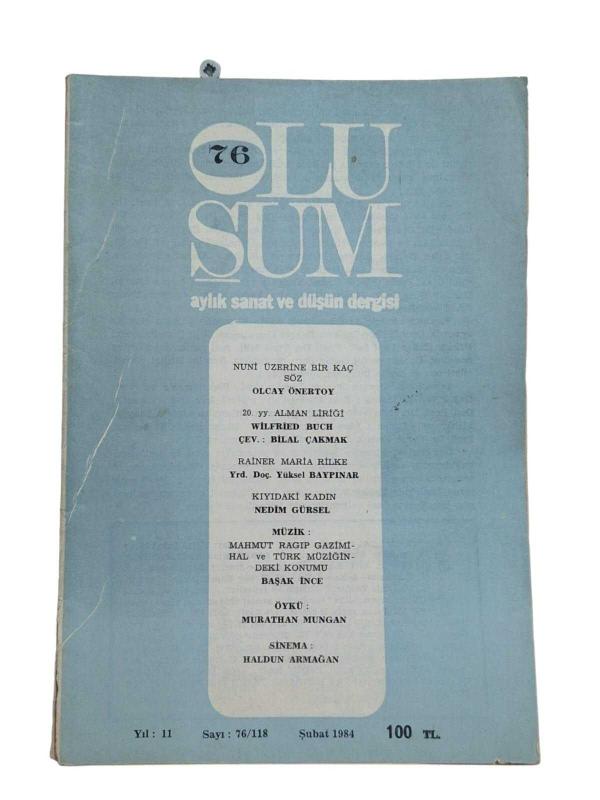 76
OLU
ŞUM
aylık sanat ve düşün dergisi
NUNİ ÜZERİNE BİR KAÇ
SÖZ
OLCAY ÖNERTOY
20. yy. ALMAN LİRİĞİ
WİLFRİED BUCH
ÇEV. : BİLAL ÇAKMAK
RAİNER MARİA RİLKE
Yrd. Doç. Yüksel BAYPINAR
KIYIDAKİ KADIN
NEDİM GÜRSEL
MÜZİK :
MAHMUT RAGIP GAZİMİ-
HAL ve TÜRK MÜZİĞİN-
DEKİ KONUMU
BAŞAK İNCE
ÖYKÜ :
MURATHAN MUNGAN
SİNEMA :
HALDUN ARMAĞAN
Yıl : 11 Sayı : 76/118 Şubat 1984 100 TL.